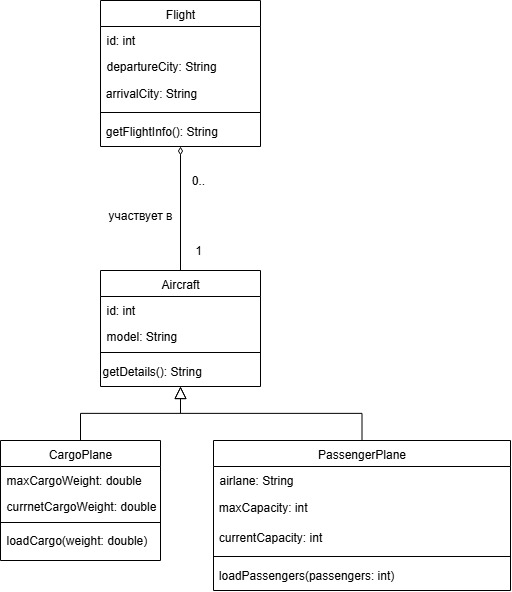 Flight
id: int
departureCity: String
arrivalCity: String
getFlightInfo(): String
0..
участвует в
1
Aircraft
id: int
model: String
getDetails(): String
CargoPlane
maxCargoWeight: double
currnetCargoWeight: double
loadCargo(weight: double)
PassengerPlane
airlane: String
maxCapacity: int
currentCapacity: int
loadPassengers(passengers: int)